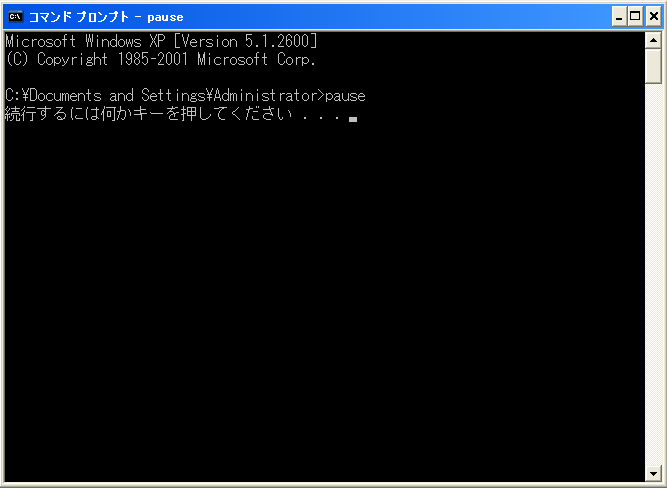 コマンド プロンプト - pause
Microsoft Windows XP [Version 5.1.2600]
(C) Copyright 1985-2001 Microsoft Corp.
C:¥Documents and Settings¥Administrator>pause
続行するには何かキーを押してください . . .